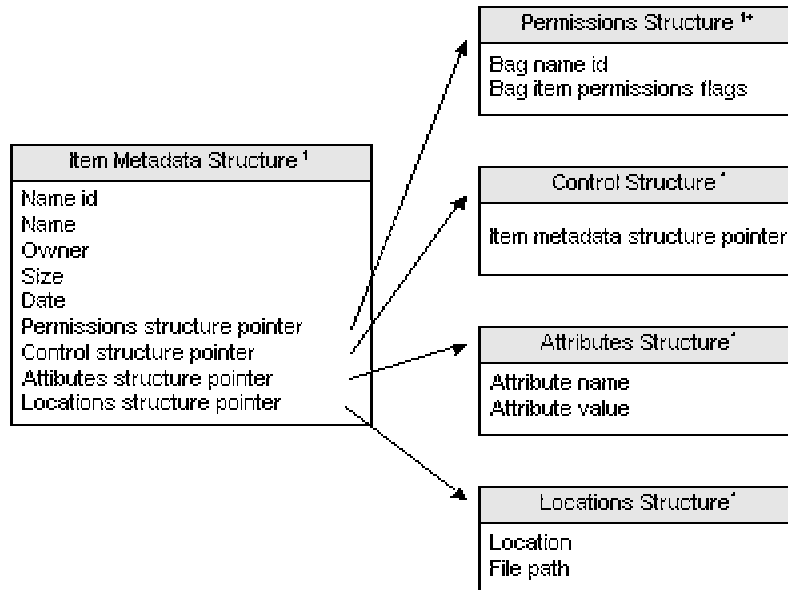 Item Metadata Structure 1
Name id
Name
Owner
Size
Date
Permissions structure pointer
Control structure pointer
Attibutes structure pointer
Locations structure pointer
Permissions Structure 1+
Bag name id
Bag item permissions flags
Control Structure *
Item metadata structure pointer
Attributes Structure*
Attribute name
Attribute value
Locations Structure*
Location
File path